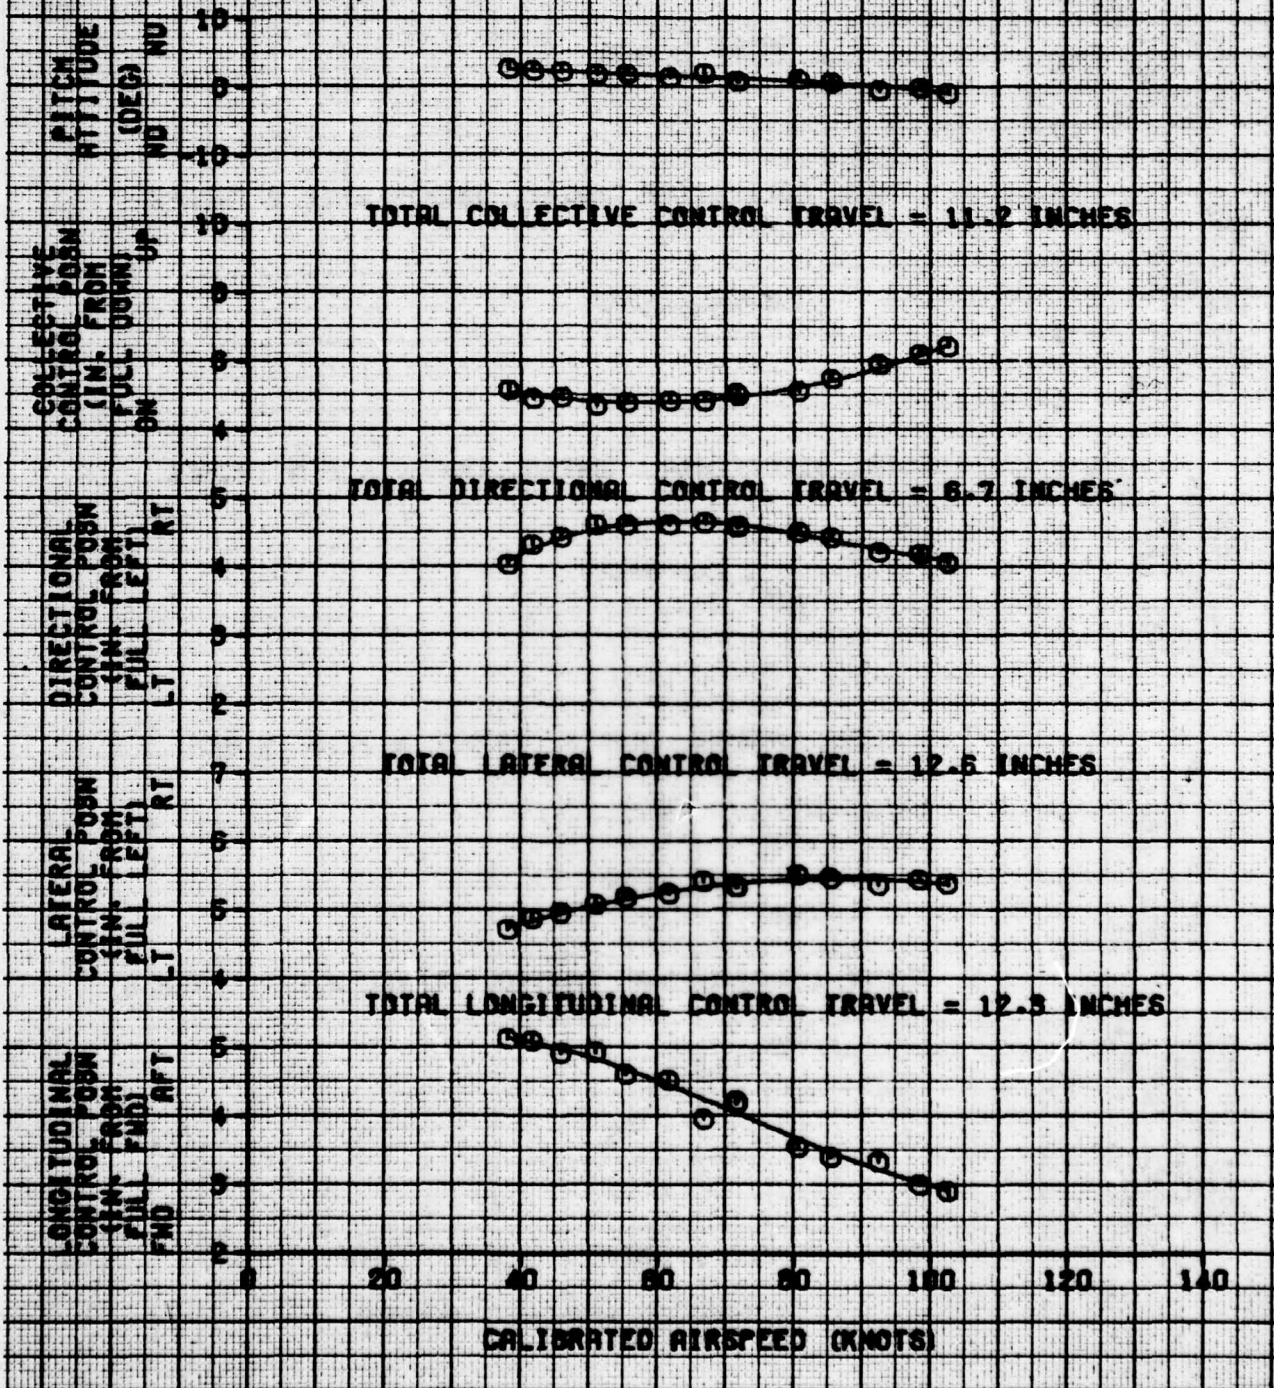 PITCH
ATTITUDE
(DEG)
ND NU
10
0
-10
TOTAL COLLECTIVE CONTROL TRAVEL = 11.2 INCHES
COLLECTIVE
CONTROL POSN
(IN. FROM
FULL DOWN)
DN UP
10
8
6
4
TOTAL DIRECTIONAL CONTROL TRAVEL = 6.7 INCHES
DIRECTIONAL
CONTROL POSN
(IN. FROM
FULL LEFT)
LT RT
5
4
3
2
TOTAL LATERAL CONTROL TRAVEL = 12.6 INCHES
LATERAL
CONTROL POSN
(IN. FROM
FULL LEFT)
LT RT
7
6
5
4
TOTAL LONGITUDINAL CONTROL TRAVEL = 12.3 INCHES
LONGITUDINAL
CONTROL POSN
(IN. FROM
FULL FWD)
FWD AFT
5
4
3
2
0 20 40 60 80 100 120 140
CALIBRATED AIRSPEED (KNOTS)